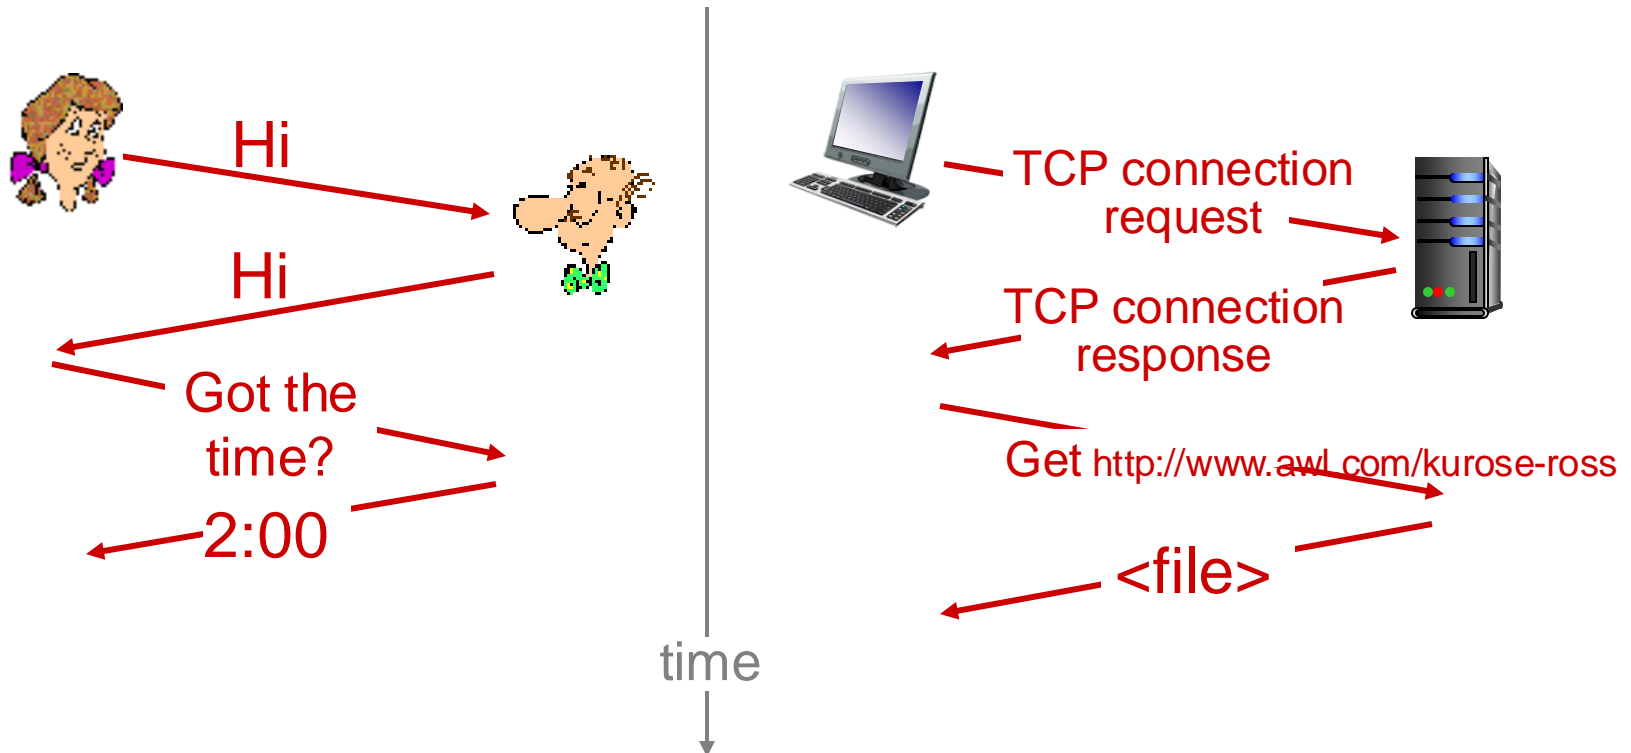 Hi
Hi
Got the
time?
2:00
time
TCP connection
request
TCP connection
response
Get http://www.awl.com/kurose-ross
<file>